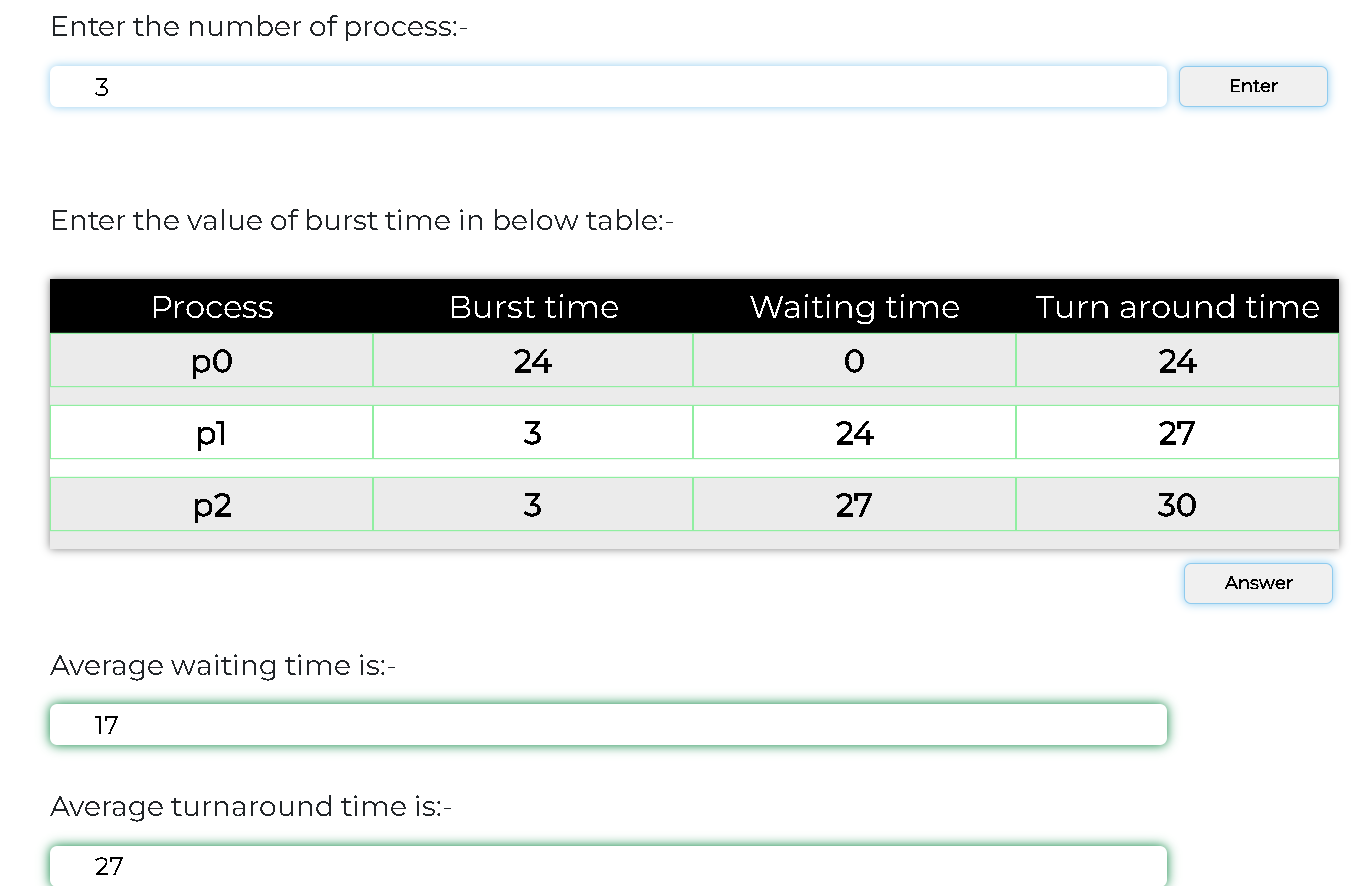 Enter the number of process:-
3 Enter
Enter the value of burst time in below table:-
Process Burst time Waiting time Turn around time
p0 24 0 24
p1 3 24 27
p2 3 27 30
Answer
Average waiting time is:-
17
Average turnaround time is:-
27